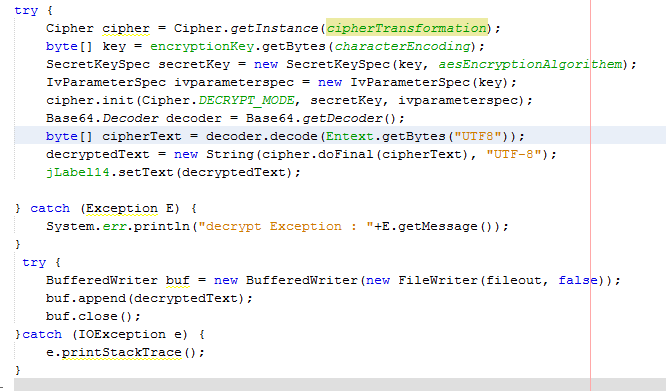 try {
Cipher cipher = Cipher.getInstance(cipherTransformation);
byte[] key = encryptionKey.getBytes(characterEncoding);
SecretKeySpec secretKey = new SecretKeySpec(key, aesEncryptionAlgorithem);
IvParameterSpec ivparameterspec = new IvParameterSpec(key);
cipher.init(Cipher.DECRYPT_MODE, secretKey, ivparameterspec);
Base64.Decoder decoder = Base64.getDecoder();
byte[] cipherText = decoder.decode(Entext.getBytes("UTF8"));
decryptedText = new String(cipher.doFinal(cipherText), "UTF-8");
jLabel14.setText(decryptedText);
} catch (Exception E) {
System.err.println("decrypt Exception : "+E.getMessage());
}
try {
BufferedWriter buf = new BufferedWriter(new FileWriter(fileout, false));
buf.append(decryptedText);
buf.close();
}catch (IOException e) {
e.printStackTrace();
}